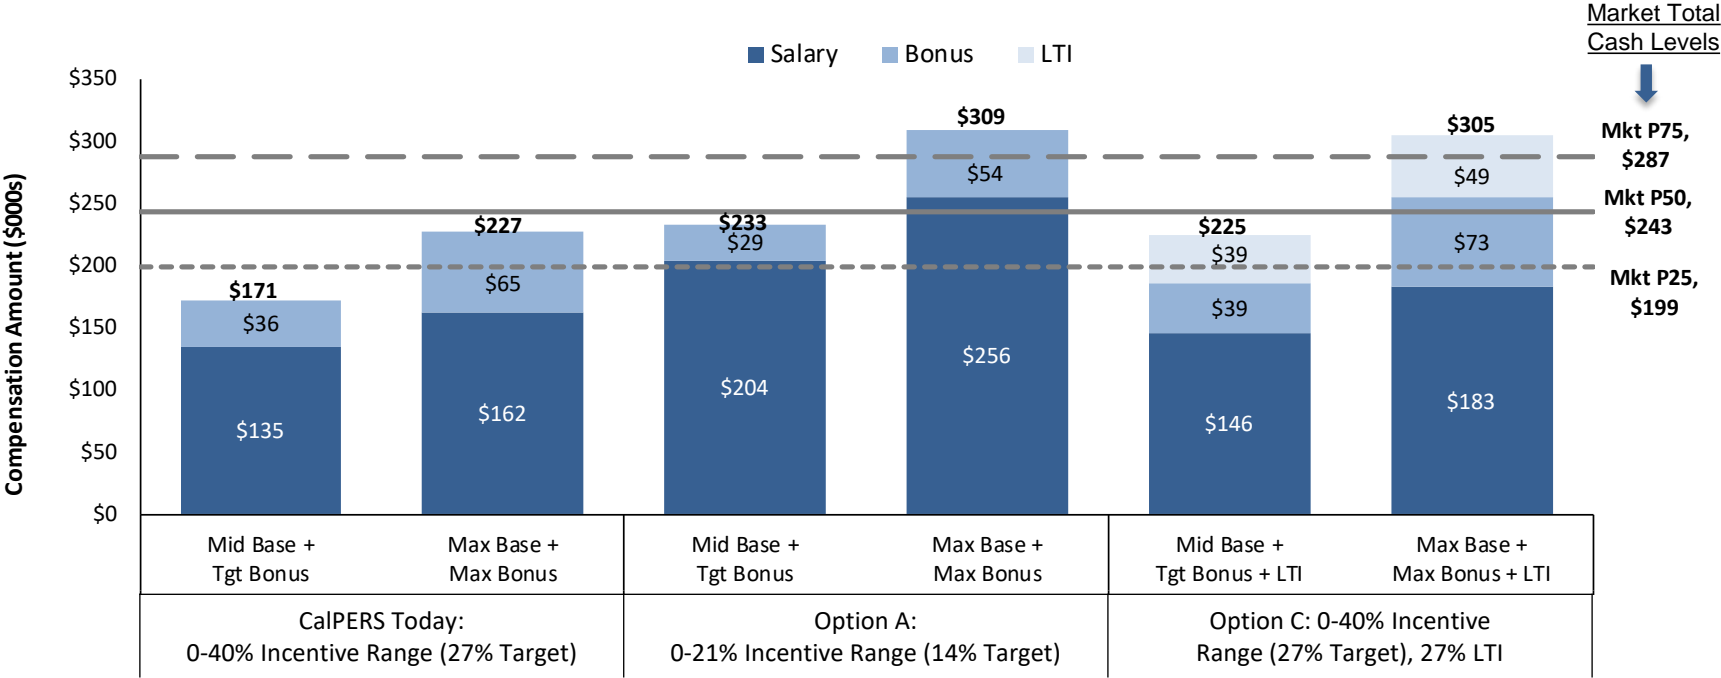 Market Total
Cash Levels
Salary
Bonus
LTI
Compensation Amount ($000s)
$350
$300
$250
$200
$150
$100
$50
$0
$171
$36
$135
$227
$65
$162
$233
$29
$204
$309
$54
$256
$225
$39
$39
$146
$305
$49
$73
$183
Mkt P75,
$287
Mkt P50,
$243
Mkt P25,
$199
Mid Base +
Tgt Bonus
Max Base +
Max Bonus
Mid Base +
Tgt Bonus
Max Base +
Max Bonus
Mid Base +
Tgt Bonus + LTI
Max Base +
Max Bonus + LTI
CalPERS Today:
0-40% Incentive Range (27% Target)
Option A:
0-21% Incentive Range (14% Target)
Option C: 0-40% Incentive
Range (27% Target), 27% LTI